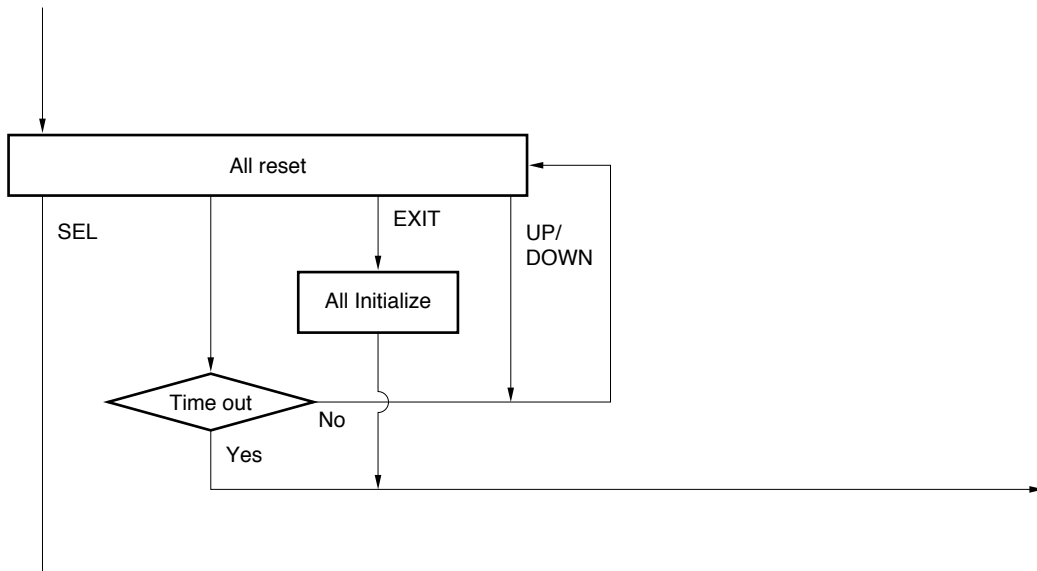 All reset
SEL
EXIT
UP/
DOWN
All Initialize
Time out
No
Yes